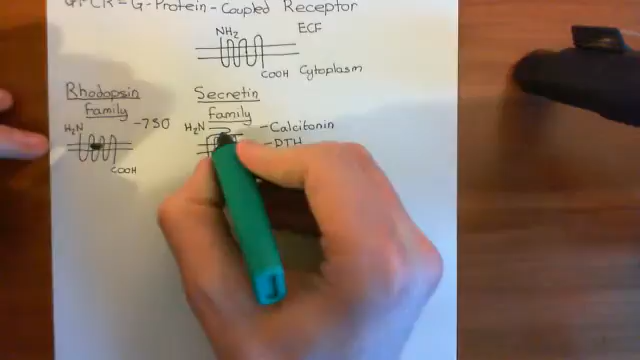 GPCR = G-Protein-Coupled Receptor
NH2
ECF
COOH Cytoplasm
Rhodopsin
Family
-750
H2N
COOH
Secretin
Family
H2N
-Calcitonin
-PTH